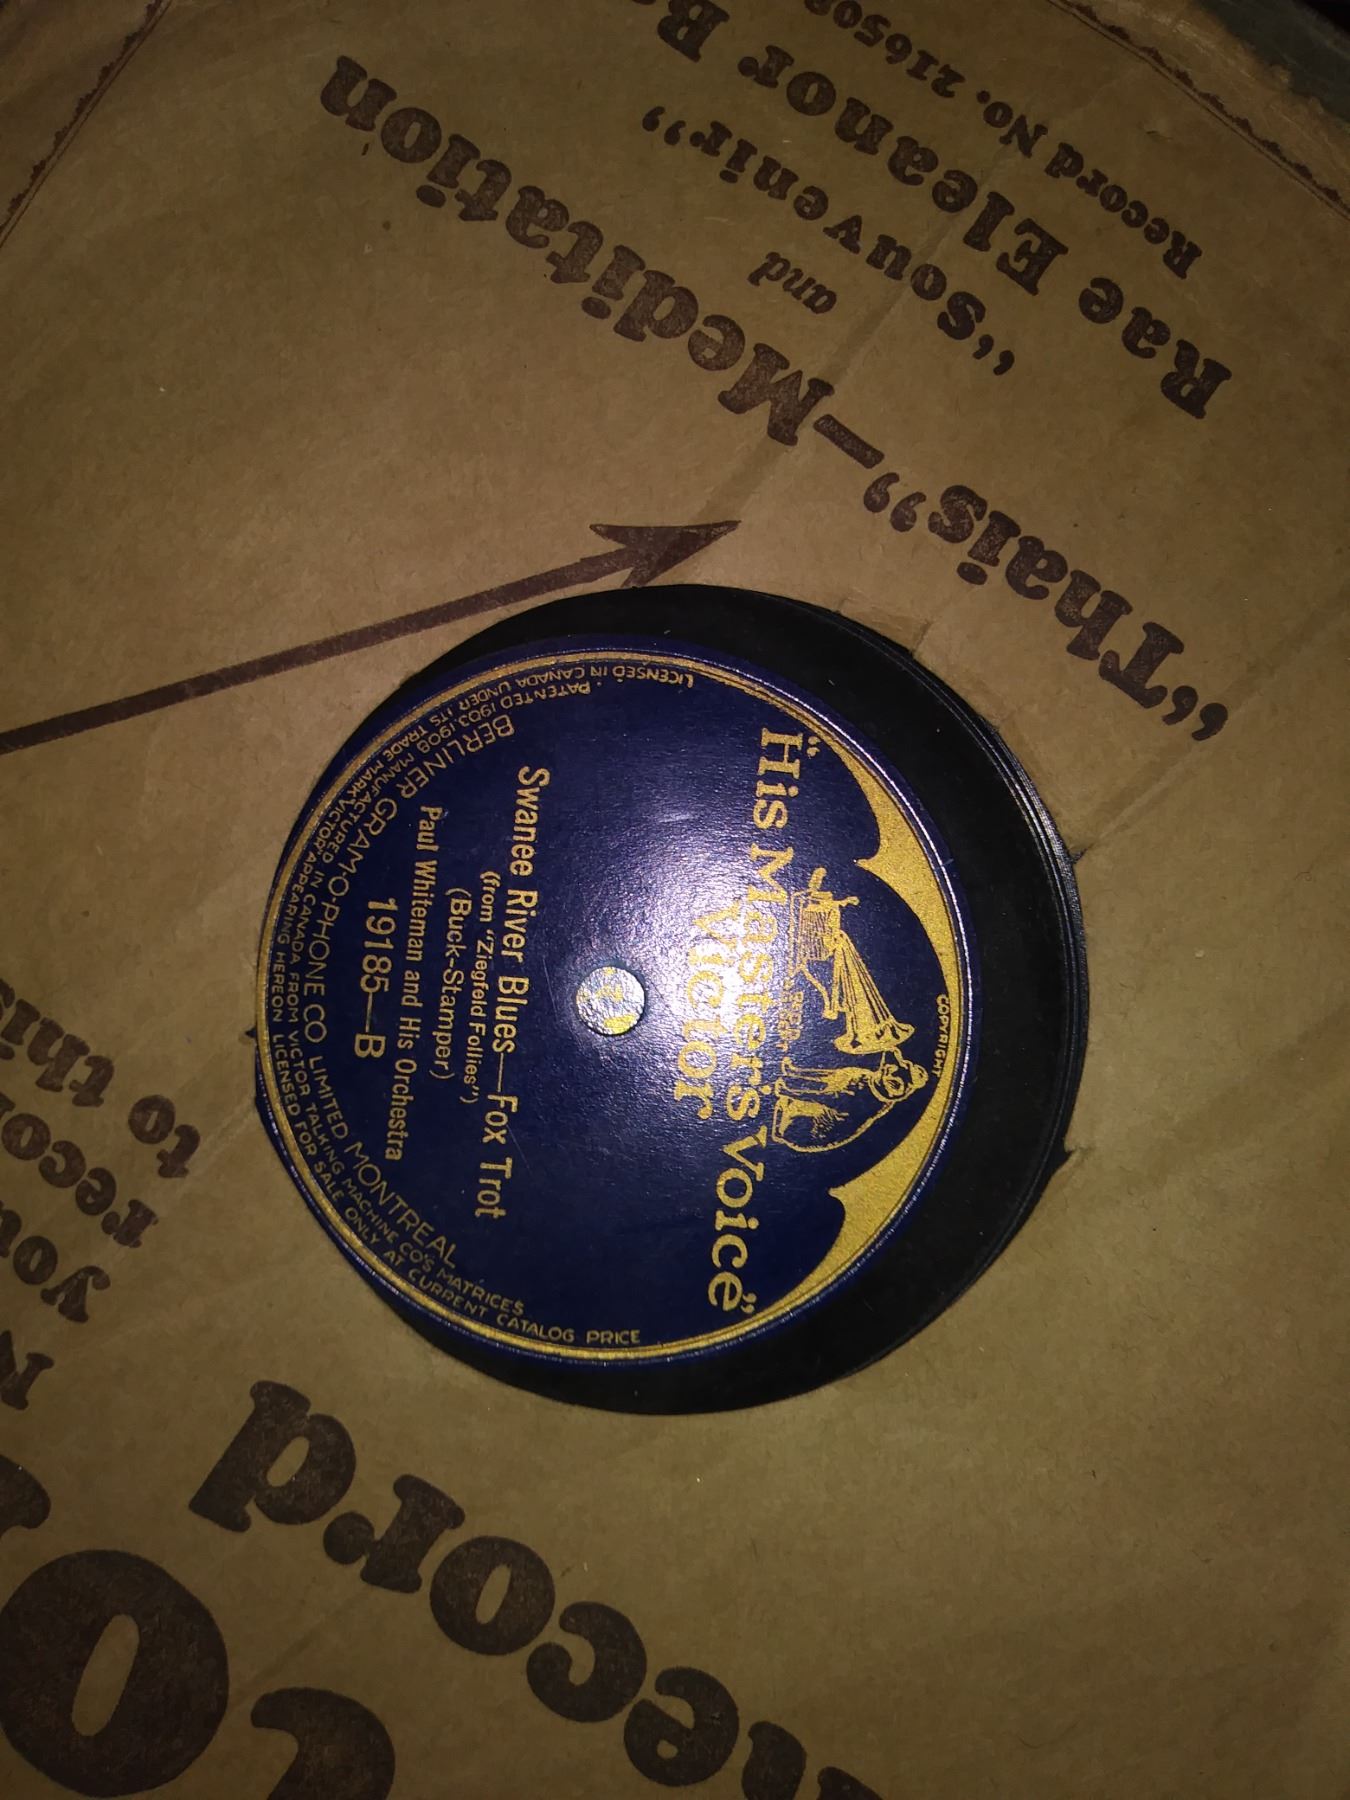 "His Master's Voice"
Victor
COPYRIGHT
Swanee River Blues—Fox Trot
(from "Ziegfeld Follies")
(Buck-Stamper)
Paul Whiteman and His Orchestra
19185—B
BERLINER GRAM-O-PHONE CO LIMITED MONTREAL
PATENTED 1903.1908 MANUFACTURED IN CANADA FROM VICTOR TALKING MACHINE CO'S MATRICES
LICENSED IN CANADA UNDER ITS TRADE MARK "VICTOR" APPEARING HEREON LICENSED FOR SALE ONLY AT CURRENT CATALOG PRICE
"Thais"—Meditation
and
"Souvenir"
Rae Eleanor B
Record No. 21650
record
to this